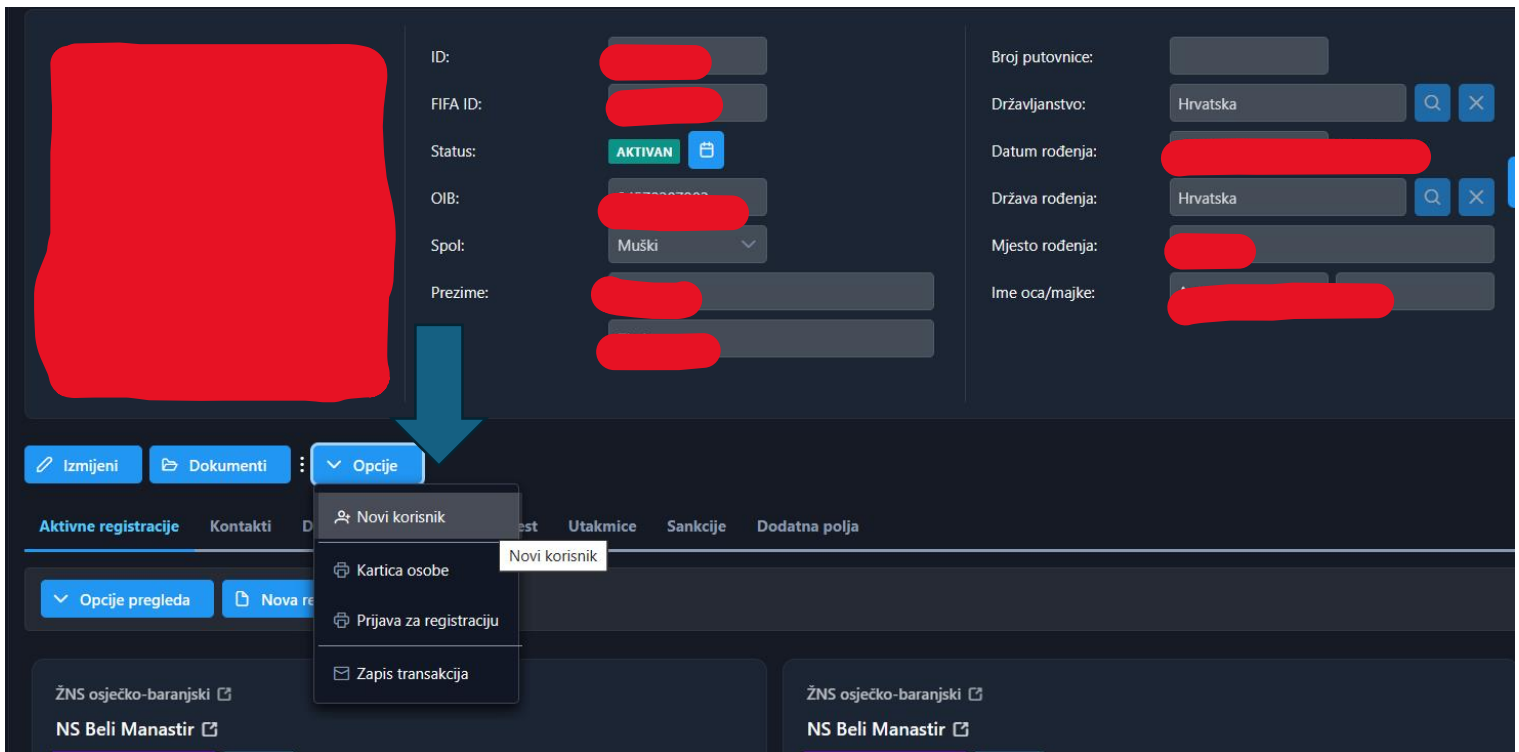 ID:
FIFA ID:
Status:
AKTIVAN
OIB:
Spol:
Muški
Prezime:
Broj putovnice:
Državljanstvo:
Hrvatska
Datum rođenja:
Država rođenja:
Hrvatska
Mjesto rođenja:
Ime oca/majke:
Izmijeni
Dokumenti
Opcije
Novi korisnik
Kartica osobe
Prijava za registraciju
Zapis transakcija
Novi korisnik
Aktivne registracije
Kontakti
Utakmice
Sankcije
Dodatna polja
Opcije pregleda
Nova
ŽNS osječko-baranjski
NS Beli Manastir
ŽNS osječko-baranjski
NS Beli Manastir